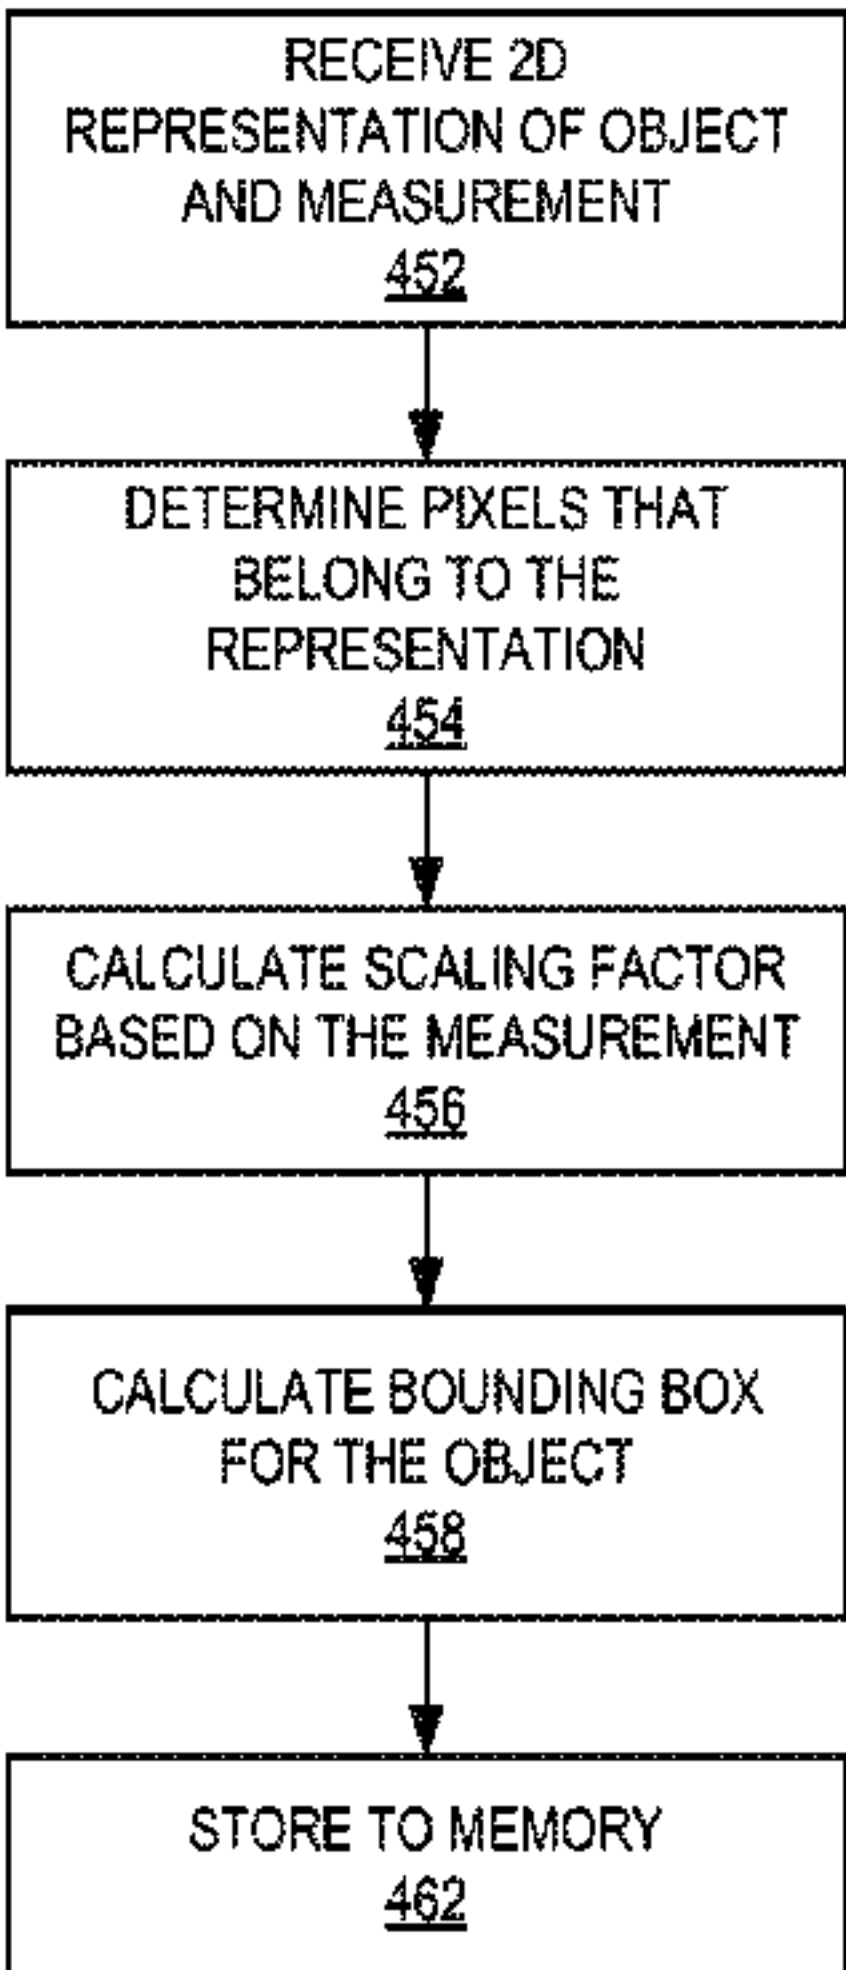 RECEIVE 2D
REPRESENTATION OF OBJECT
AND MEASUREMENT
452
DETERMINE PIXELS THAT
BELONG TO THE
REPRESENTATION
454
CALCULATE SCALING FACTOR
BASED ON THE MEASUREMENT
456
CALCULATE BOUNDING BOX
FOR THE OBJECT
458
STORE TO MEMORY
462